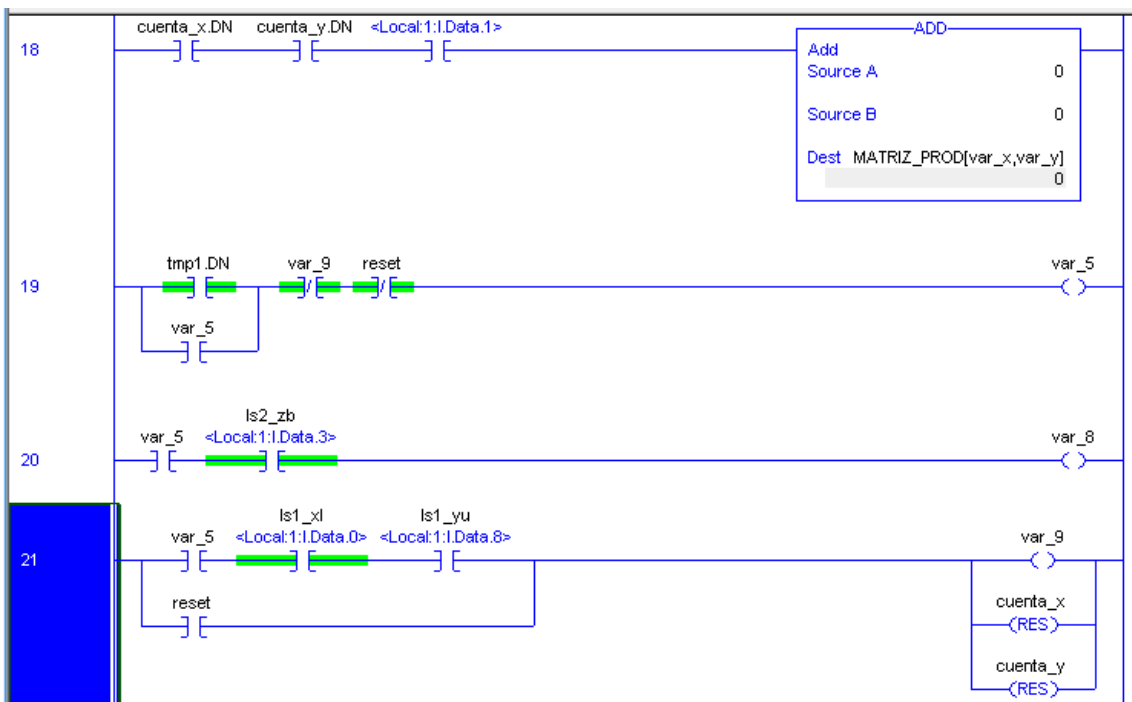 cuenta_x.DN cuenta_y.DN <Local:1:I.Data.1>
18
ADD
Add
Source A 0
Source B 0
Dest MATRIZ_PROD[var_x,var_y]
0
tmp1.DN var_9 reset var_5
19
var_5
ls2_zb
var_5 <Local:1:I.Data.3> var_8
20
ls1_xl ls1_yu
var_5 <Local:1:I.Data.0> <Local:1:I.Data.8> var_9
21
reset cuenta_x
RES
cuenta_y
RES